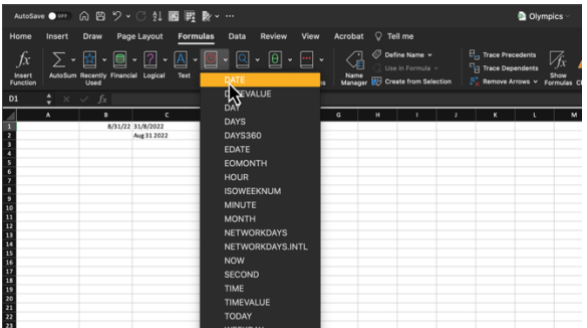 AutoSave OFF
Olympics
Home Insert Draw Page Layout Formulas Data Review View Acrobat Tell me
Define Name
Trace Precedents
Use in Formula
Trace Dependents
Create from Selection
Remove Arrows
Insert Function
AutoSum
Recently Used
Financial
Logical
Text
Name Manager
Show Formulas
D1
fx
A B C G H I J K L M
1 8/31/22 31/8/2022
2 Aug 31 2022
3
4
5
6
7
8
9
10
11
12
13
14
15
16
17
18
19
20
21
22
23
DATE
DATEVALUE
DAY
DAYS
DAYS360
EDATE
EOMONTH
HOUR
ISOWEEKNUM
MINUTE
MONTH
NETWORKDAYS
NETWORKDAYS.INTL
NOW
SECOND
TIME
TIMEVALUE
TODAY